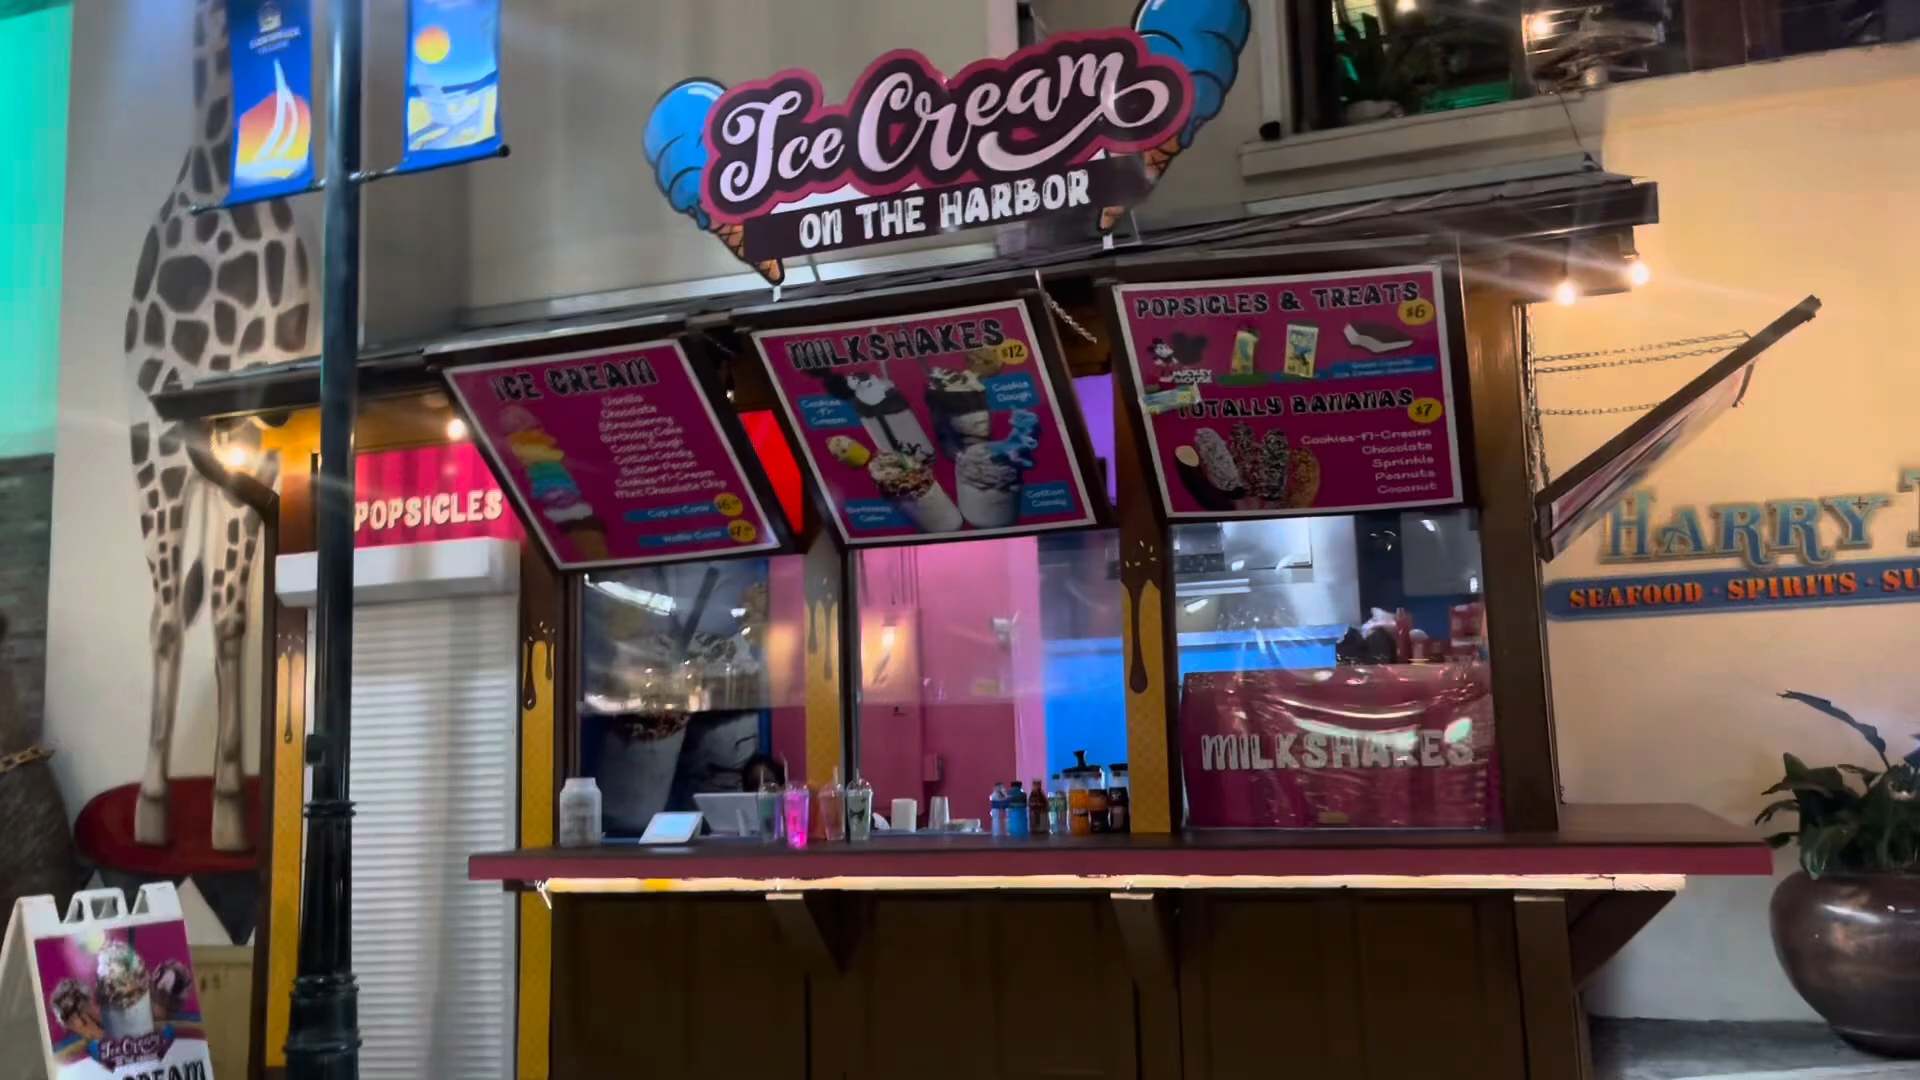 Ice Cream
ON THE HARBOR
ICE CREAM
Vanilla
Chocolate
Strawberry
Birthday Cake
Cookie Dough
Cotton Candy
Butter Pecan
Cookies-n-Cream
Mint Chocolate Chip
Cup or Cone
Waffle Cone
MILKSHAKES
$12
Cookies
-n-
Cream
Cookie
Dough
Birthday
Cake
Cotton
Candy
POPSICLES & TREATS
$6
MICKEY
MOUSE
TOTALLY BANANAS
$7
Cookies-n-Cream
Chocolate
Sprinkle
Peanuts
Coconut
POPSICLES
MILKSHAKES
HARRY T
SEAFOOD · SPIRITS · SU
Ice Cream
CREAM